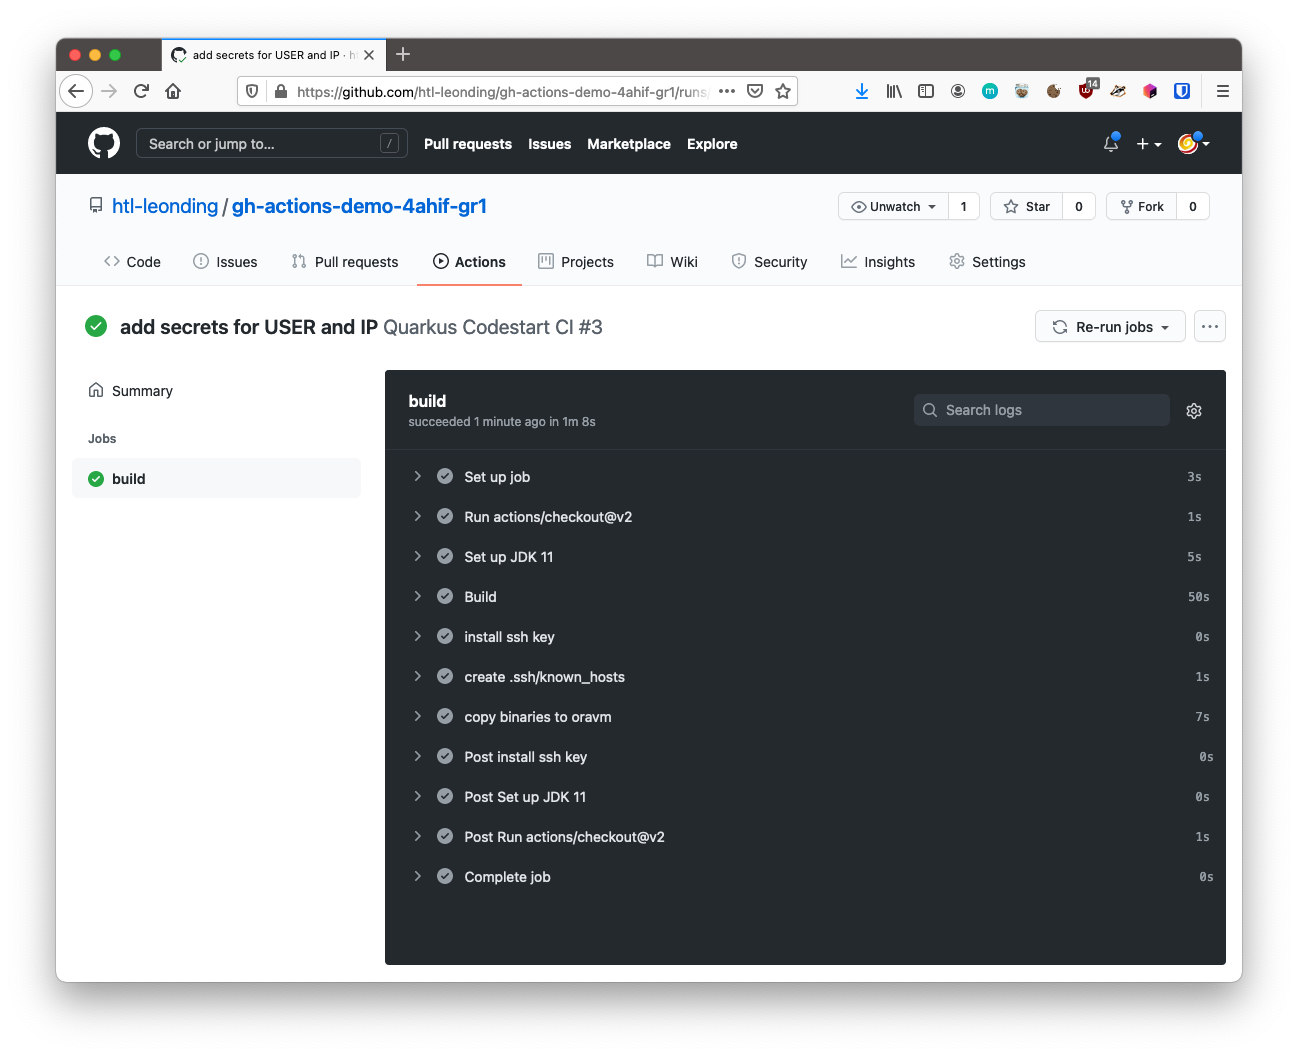 add secrets for USER and IP · ht
https://github.com/htl-leonding/gh-actions-demo-4ahif-gr1/runs/
14
Search or jump to... /
Pull requests Issues Marketplace Explore
htl-leonding / gh-actions-demo-4ahif-gr1
Unwatch 1 Star 0 Fork 0
Code Issues Pull requests Actions Projects Wiki Security Insights Settings
add secrets for USER and IP Quarkus Codestart CI #3
Re-run jobs
Summary
Jobs
build
build
succeeded 1 minute ago in 1m 8s
Search logs
Set up job 3s
Run actions/checkout@v2 1s
Set up JDK 11 5s
Build 50s
install ssh key 0s
create .ssh/known_hosts 1s
copy binaries to oravm 7s
Post install ssh key 0s
Post Set up JDK 11 0s
Post Run actions/checkout@v2 1s
Complete job 0s